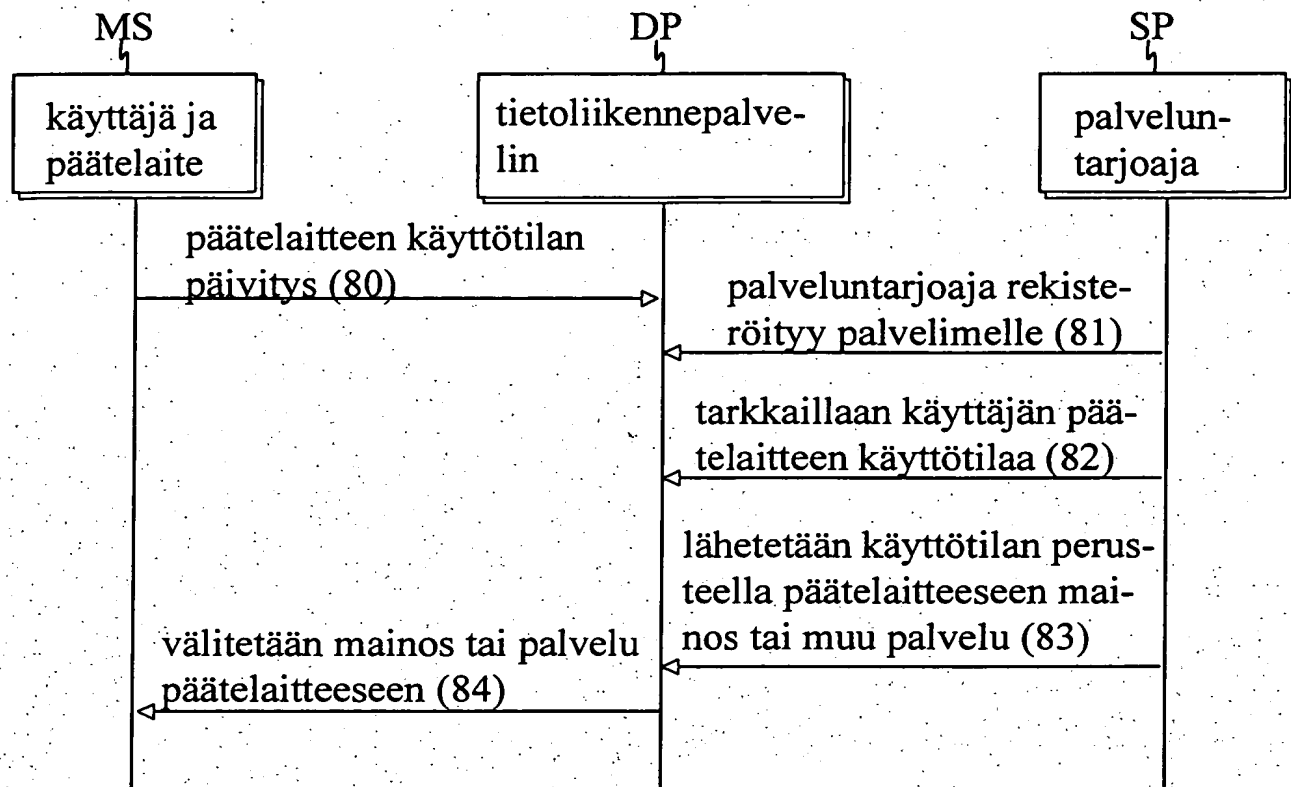 MS
DP
SP
käyttäjä ja
päätelaite
tietoliikennepalve-
lin
palvelun-
tarjoaja
päätelaitteen käyttötilan
päivitys (80)
palveluntarjoaja rekiste-
röityy palvelimelle (81)
tarkkaillaan käyttäjän pää-
telaitteen käyttötilaa (82)
lähetetään käyttötilan perus-
teella päätelaitteeseen mai-
nos tai muu palvelu (83)
välitetään mainos tai palvelu
päätelaitteeseen (84)